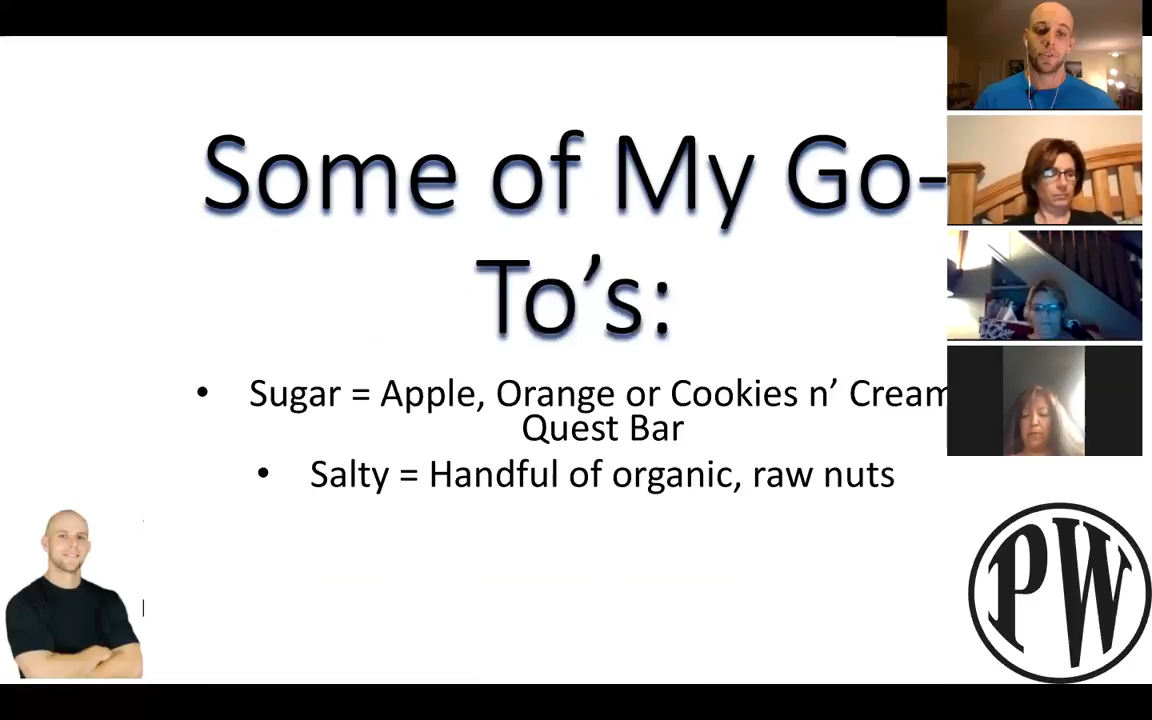 Some of My Go-
To’s:
• Sugar = Apple, Orange or Cookies n’ Cream
Quest Bar
• Salty = Handful of organic, raw nuts
PW